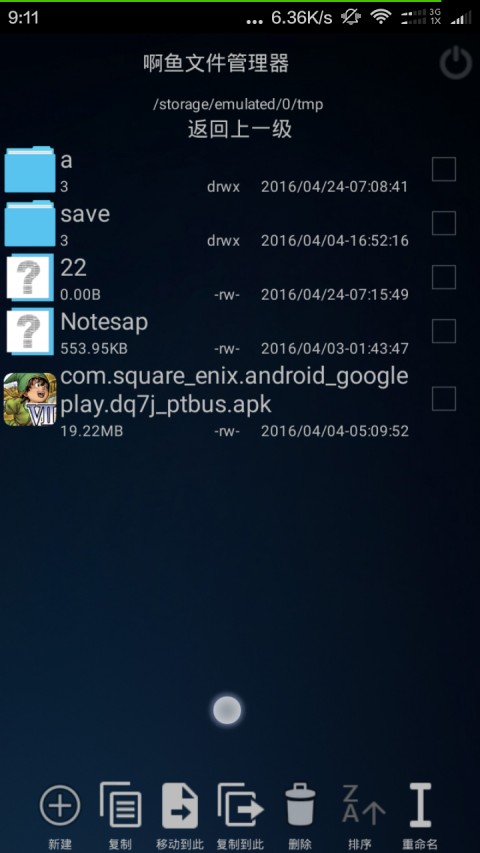 9:11 ... 6.36K/s 3G 1X
啊鱼文件管理器
/storage/emulated/0/tmp
返回上一级
a
3 drwx 2016/04/24-07:08:41
save
3 drwx 2016/04/04-16:52:16
22
0.00B -rw- 2016/04/24-07:15:49
Notesap
553.95KB -rw- 2016/04/03-01:43:47
com.square_enix.android_google
play.dq7j_ptbus.apk
VII
19.22MB -rw- 2016/04/04-05:09:52
Z
A
新建 复制 移动到此 复制到此 删除 排序 重命名